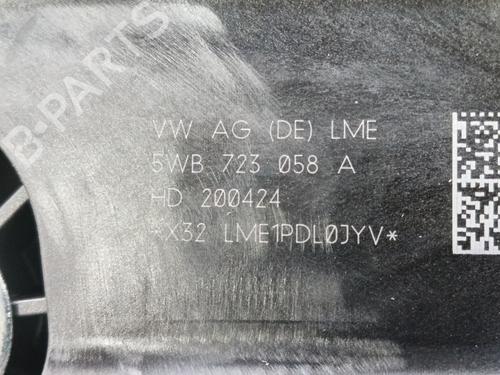 VW AG (DE) LME
5WB 723 058 A
HD 200424
*X32 LME1PDL0JYV*
B-PARTS